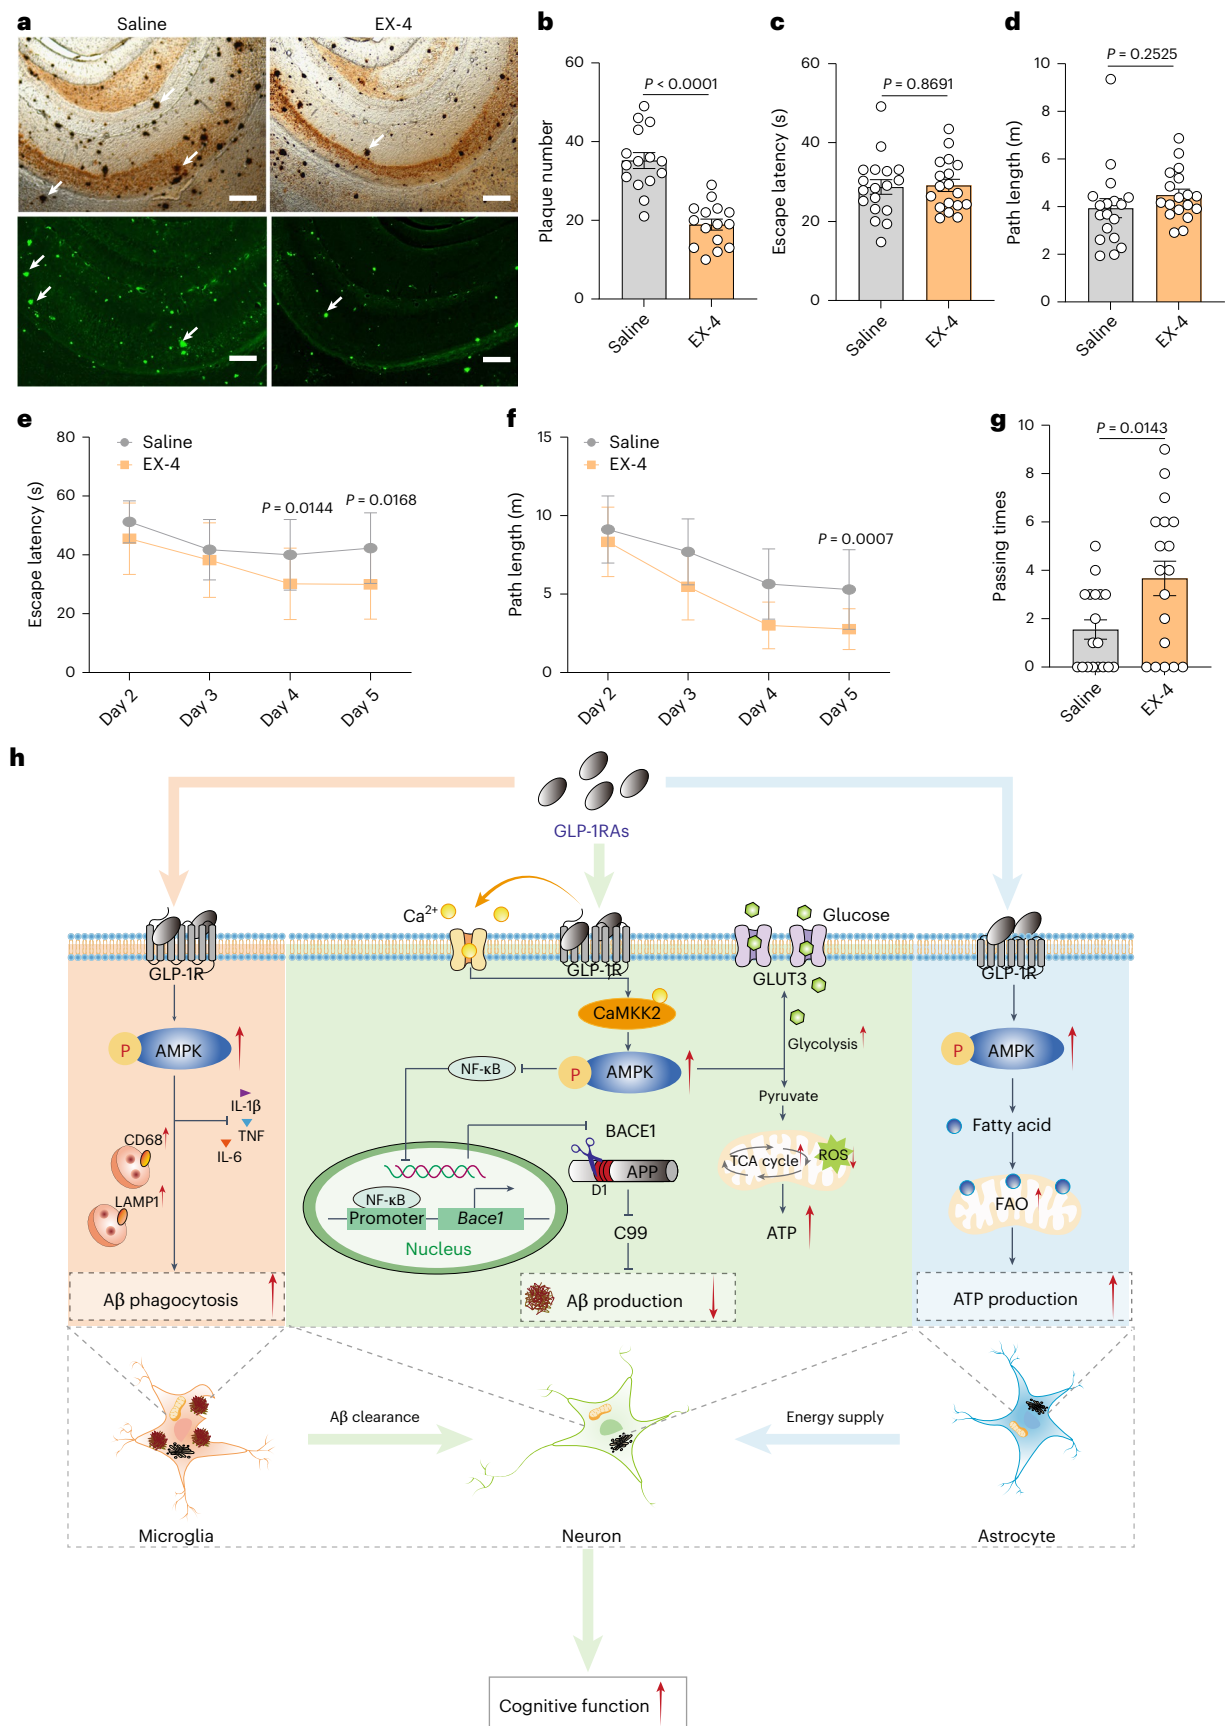 a
Saline
EX-4
b
Plaque number
60
40
20
0
P < 0.0001
Saline
EX-4
c
Escape latency (s)
60
40
20
0
P = 0.8691
Saline
EX-4
d
Path length (m)
10
8
6
4
2
0
P = 0.2525
Saline
EX-4
e
Escape latency (s)
80
60
40
20
0
Saline
EX-4
P = 0.0144
P = 0.0168
Day 2
Day 3
Day 4
Day 5
f
Path length (m)
15
10
5
0
Saline
EX-4
P = 0.0007
Day 2
Day 3
Day 4
Day 5
g
Passing times
10
8
6
4
2
0
P = 0.0143
Saline
EX-4
h
GLP-1RAs
GLP-1R
P
AMPK
IL-1β
TNF
IL-6
CD68
LAMP1
Aβ phagocytosis
Ca²⁺
GLP-1R
Glucose
GLUT3
CaMKK2
Glycolysis
NF-κB
P
AMPK
Pyruvate
BACE1
APP
D1
TCA cycle
ROS
NF-κB
Promoter
Bace1
Nucleus
C99
ATP
Aβ production
GLP-1R
P
AMPK
Fatty acid
FAO
ATP production
Aβ clearance
Energy supply
Microglia
Neuron
Astrocyte
Cognitive function